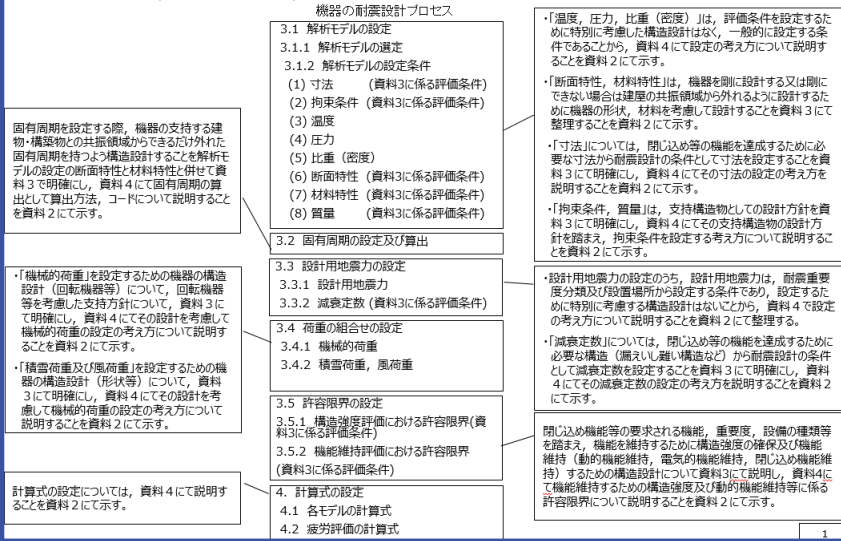 機器の耐震設計プロセス
3.1 解析モデルの設定
3.1.1 解析モデルの選定
3.1.2 解析モデルの設定条件
(1) 寸法 (資料3に係る評価条件)
(2) 拘束条件 (資料3に係る評価条件)
(3) 温度
(4) 圧力
(5) 比重（密度）
(6) 断面特性 (資料3に係る評価条件)
(7) 材料特性 (資料3に係る評価条件)
(8) 質量 (資料3に係る評価条件)
3.2 固有周期の設定及び算出
3.3 設計用地震力の設定
3.3.1 設計用地震力
3.3.2 減衰定数 (資料3に係る評価条件)
3.4 荷重の組合せの設定
3.4.1 機械的荷重
3.4.2 積雪荷重，風荷重
3.5 許容限界の設定
3.5.1 構造強度評価における許容限界(資
料3に係る評価条件)
3.5.2 機能維持評価における許容限界
(資料3に係る評価条件)
4. 計算式の設定
4.1 各モデルの計算式
4.2 疲労評価の計算式
固有周期を設定する際，機器の支持する建
物・構築物との共振領域からできるだけ外れた
固有周期を持つよう構造設計することを解析モ
デルの設定の断面特性と材料特性と併せて資
料３で明確にし，資料４にて固有周期の算
出として算出方法，コードについて説明すること
を資料２にて示す。
・「機械的荷重」を設定するための機器の構造
設計（回転機器等）について，回転機器
等を考慮した支持方針について，資料３に
て明確にし，資料４にてその設計を考慮して
機械的荷重の設定の考え方について説明す
ることを資料２にて示す。
・「積雪荷重及び風荷重」を設定するための機
器の構造設計（形状等）について，資料
３にて明確にし，資料４にてその設計を考
慮して機械的荷重の設定の考え方について
説明することを資料２にて示す。
計算式の設定については，資料４にて説明す
ることを資料２にて示す。
・「温度，圧力，比重（密度）」は，評価条件を設定するた
めに特別に考慮した構造設計はなく，一般的に設定する条
件であることから，資料４にて設定の考え方について説明す
ることを資料２にて示す。
・「断面特性，材料特性」は，機器を剛に設計する又は剛に
できない場合は建屋の共振領域から外れるように設計するた
めに機器の形状，材料を考慮して設計することを資料３にて
整理することを資料２にて示す。
・「寸法」については，閉じ込め等の機能を達成するために必
要な寸法から耐震設計の条件として寸法を設定することを資
料３にて明確にし，資料４にてその寸法の設定の考え方を
説明することを資料２にて示す。
・「拘束条件，質量」は，支持構造物としての設計方針を資
料３にて明確にし，資料４にてその支持構造物の設計方
針を踏まえ，拘束条件を設定する考え方について説明するこ
とを資料２にて示す。
・設計用地震力の設定のうち，設計用地震力は，耐震重要
度分類及び設置場所から設定する条件であり，設定するた
めに特別に考慮する構造設計はないことから，資料４で設定
の考え方について説明することを資料２にて整理する。
・「減衰定数」については，閉じ込め等の機能を達成するために
必要な構造（漏えいし難い構造など）から耐震設計の条件
として減衰定数を設定することを資料３にて明確にし，資料
４にてその減衰定数の設定の考え方を説明することを資料２
にて示す。
閉じ込め機能等の要求される機能，重要度，設備の種類等
を踏まえ，機能を維持するために構造強度の確保及び機能
維持（動的機能維持，電気的機能維持，閉じ込め機能維
持）するための構造設計について資料3にて説明し，資料4に
て機能維持するための構造強度及び動的機能維持等に係る
許容限界について説明することを資料２にて示す。
1